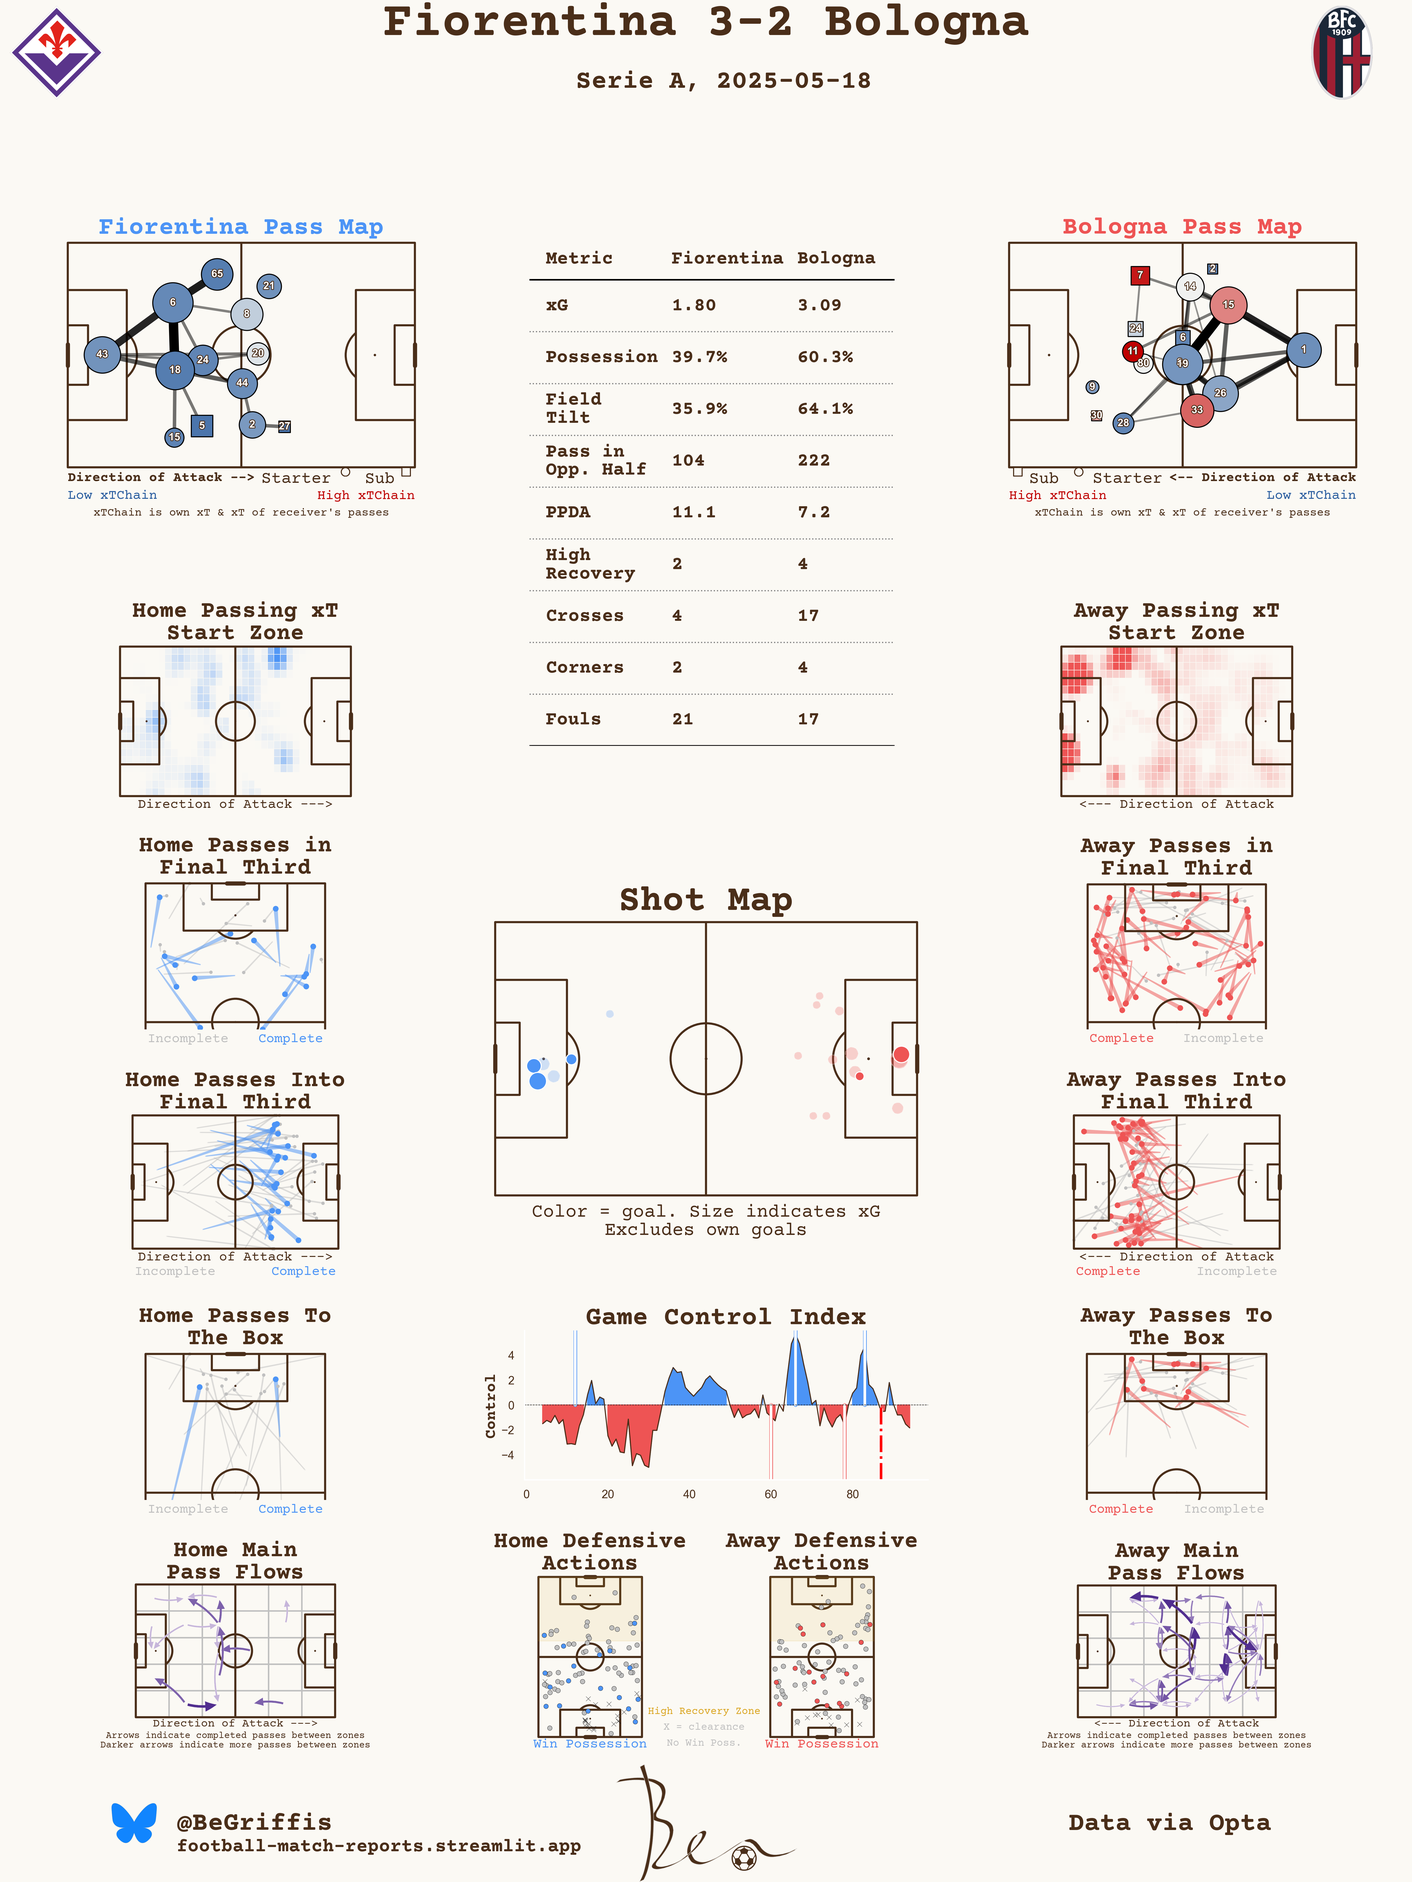 Fiorentina 3-2 Bologna
Serie A, 2025-05-18
BFC
1909
Fiorentina Pass Map
65
21
6
8
43
24
20
18
44
5
2
27
15
Direction of Attack --> Starter Sub
Low xTChain High xTChain
xTChain is own xT & xT of receiver's passes
Metric Fiorentina Bologna
xG 1.80 3.09
Possession 39.7% 60.3%
Field
Tilt 35.9% 64.1%
Pass in
Opp. Half 104 222
PPDA 11.1 7.2
High
Recovery 2 4
Crosses 4 17
Corners 2 4
Fouls 21 17
Bologna Pass Map
7
2
14
15
24
6
11
80
19
1
9
26
30
33
28
Sub Starter <-- Direction of Attack
High xTChain Low xTChain
xTChain is own xT & xT of receiver's passes
Home Passing xT
Start Zone
Direction of Attack --->
Away Passing xT
Start Zone
<--- Direction of Attack
Home Passes in
Final Third
Incomplete Complete
Shot Map
Color = goal. Size indicates xG
Excludes own goals
Away Passes in
Final Third
Complete Incomplete
Home Passes Into
Final Third
Direction of Attack --->
Incomplete Complete
Away Passes Into
Final Third
<--- Direction of Attack
Complete Incomplete
Home Passes To
The Box
Incomplete Complete
Game Control Index
Control
4
2
0
−2
−4
0 20 40 60 80
Away Passes To
The Box
Complete Incomplete
Home Main
Pass Flows
Direction of Attack --->
Arrows indicate completed passes between zones
Darker arrows indicate more passes between zones
Home Defensive
Actions
Win Possession
High Recovery Zone
X = clearance
No Win Poss.
Away Defensive
Actions
Win Possession
Away Main
Pass Flows
<--- Direction of Attack
Arrows indicate completed passes between zones
Darker arrows indicate more passes between zones
@BeGriffis
football-match-reports.streamlit.app
Ben
Data via Opta